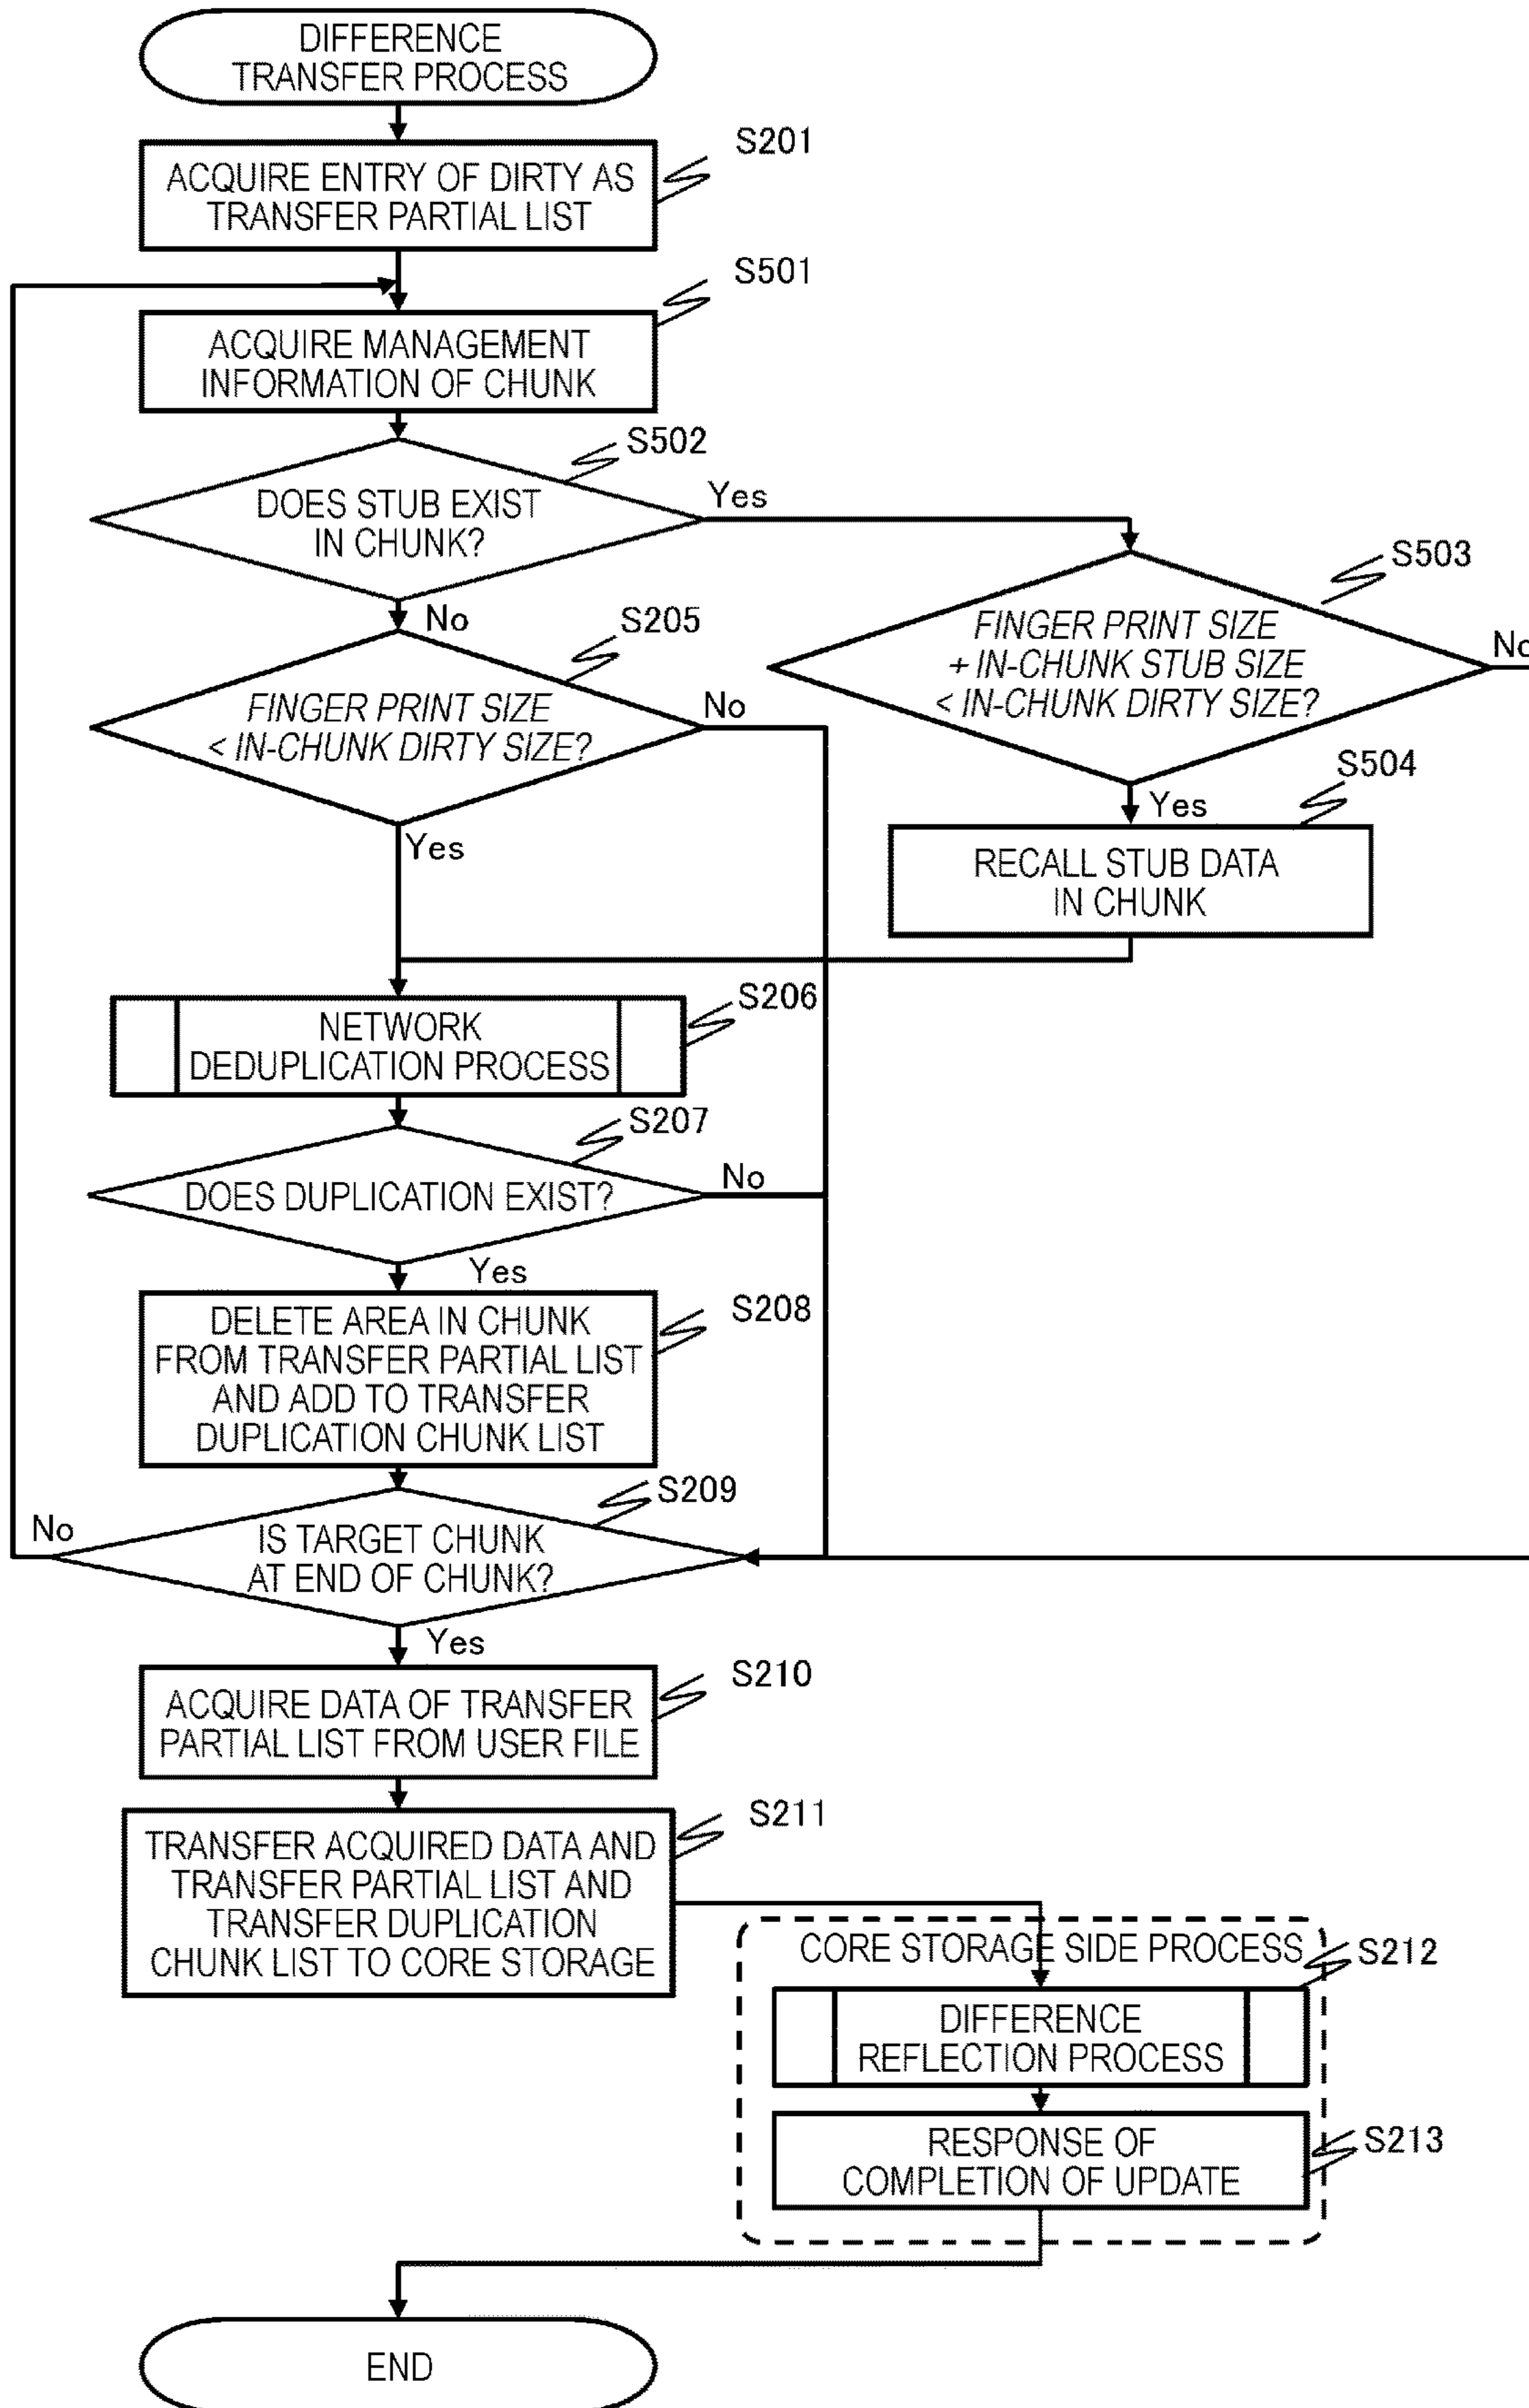 DIFFERENCE
TRANSFER PROCESS
S201
ACQUIRE ENTRY OF DIRTY AS
TRANSFER PARTIAL LIST
S501
ACQUIRE MANAGEMENT
INFORMATION OF CHUNK
S502
DOES STUB EXIST
IN CHUNK?
Yes
No
S503
FINGER PRINT SIZE
+ IN-CHUNK STUB SIZE
< IN-CHUNK DIRTY SIZE?
No
S205
FINGER PRINT SIZE
< IN-CHUNK DIRTY SIZE?
No
Yes
Yes
S504
RECALL STUB DATA
IN CHUNK
S206
NETWORK
DEDUPLICATION PROCESS
S207
DOES DUPLICATION EXIST?
No
Yes
S208
DELETE AREA IN CHUNK
FROM TRANSFER PARTIAL LIST
AND ADD TO TRANSFER
DUPLICATION CHUNK LIST
S209
No
IS TARGET CHUNK
AT END OF CHUNK?
Yes
S210
ACQUIRE DATA OF TRANSFER
PARTIAL LIST FROM USER FILE
S211
TRANSFER ACQUIRED DATA AND
TRANSFER PARTIAL LIST AND
TRANSFER DUPLICATION
CHUNK LIST TO CORE STORAGE
CORE STORAGE SIDE PROCESS
S212
DIFFERENCE
REFLECTION PROCESS
S213
RESPONSE OF
COMPLETION OF UPDATE
END